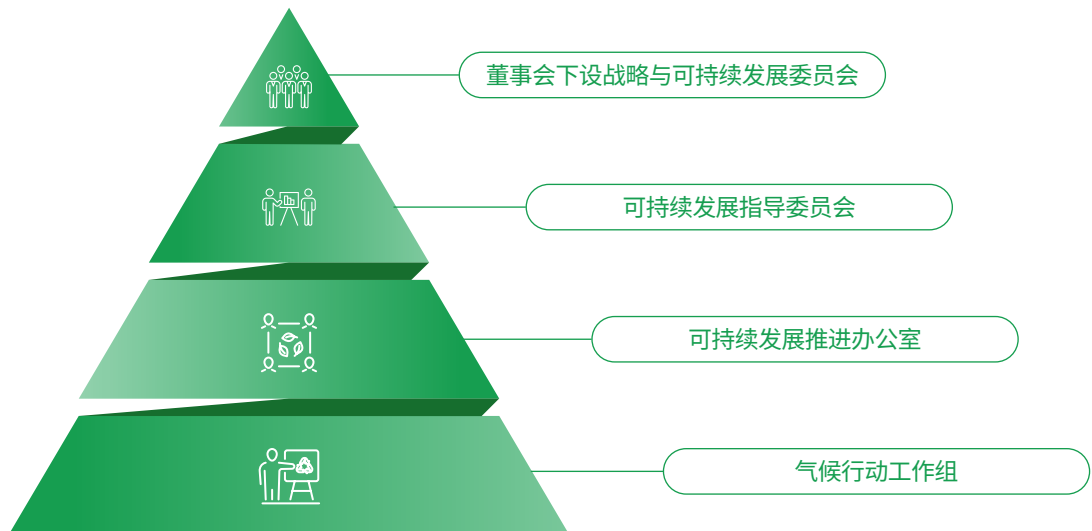 董事会下设战略与可持续发展委员会
可持续发展指导委员会
可持续发展推进办公室
气候行动工作组